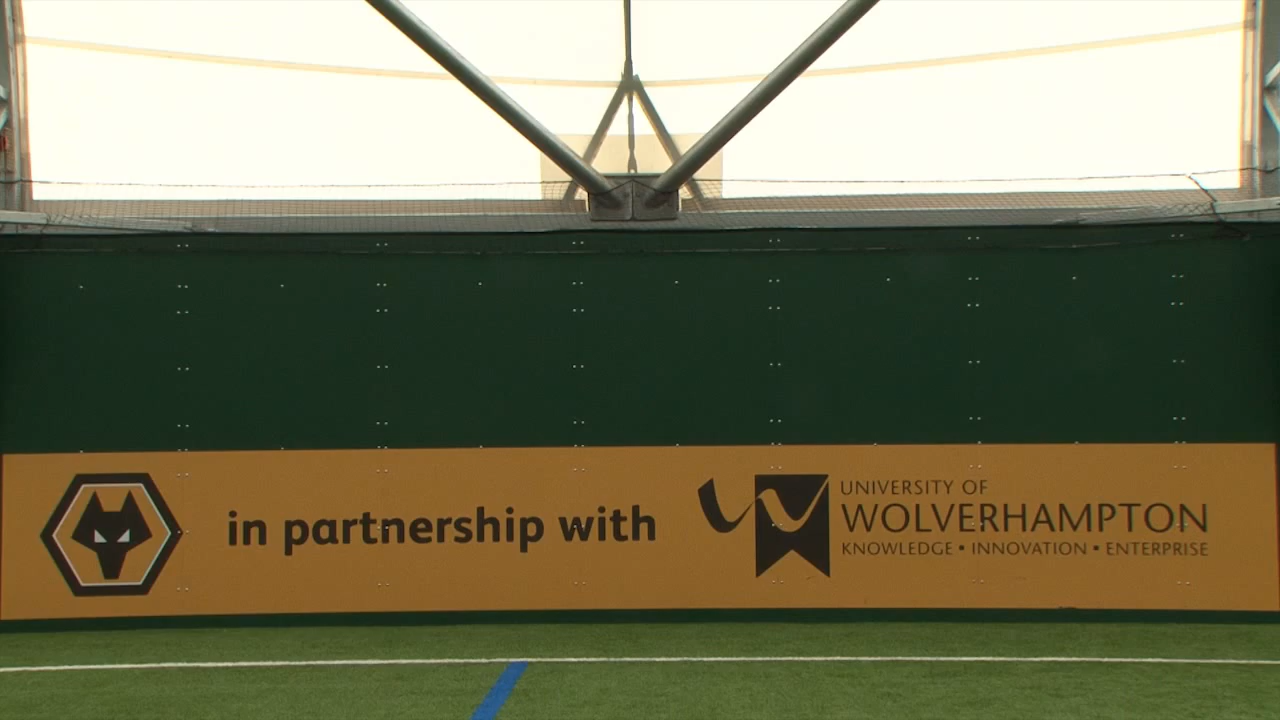 in partnership with
UNIVERSITY OF
WOLVERHAMPTON
KNOWLEDGE ▪ INNOVATION ▪ ENTERPRISE